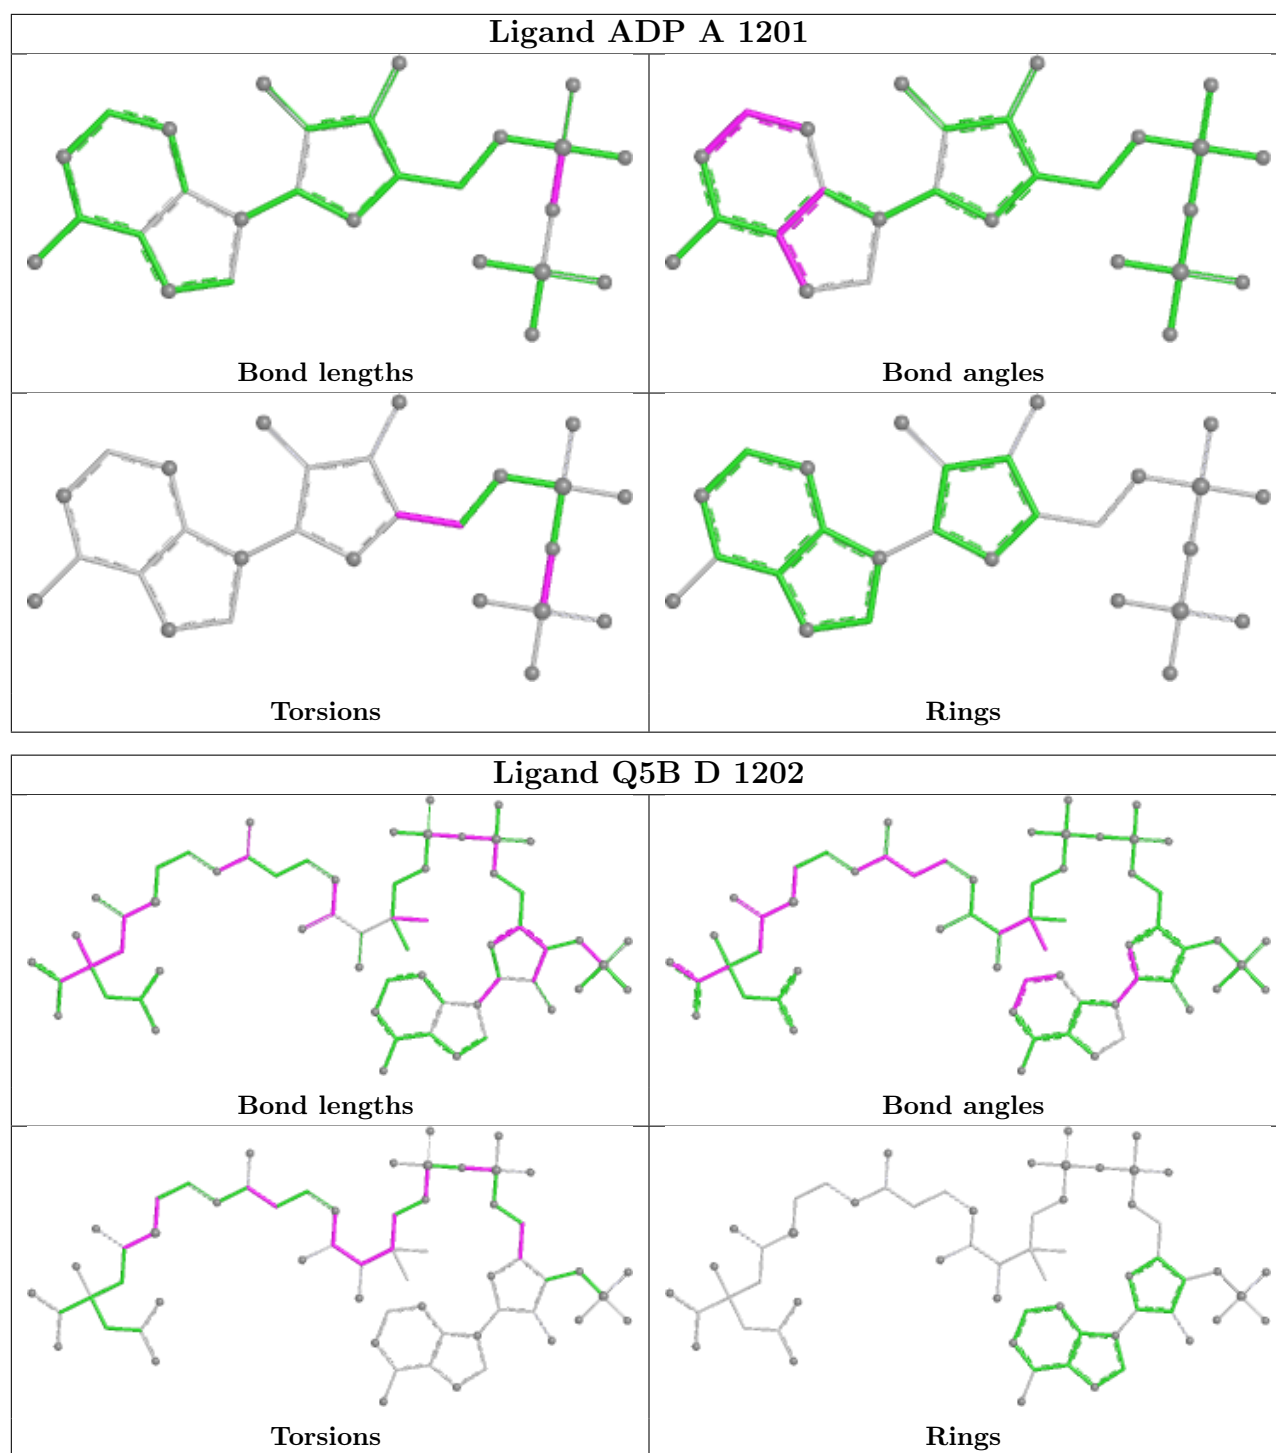 Ligand ADP A 1201
Bond lengths
Bond angles
Torsions
Rings
Ligand Q5B D 1202
Bond lengths
Bond angles
Torsions
Rings